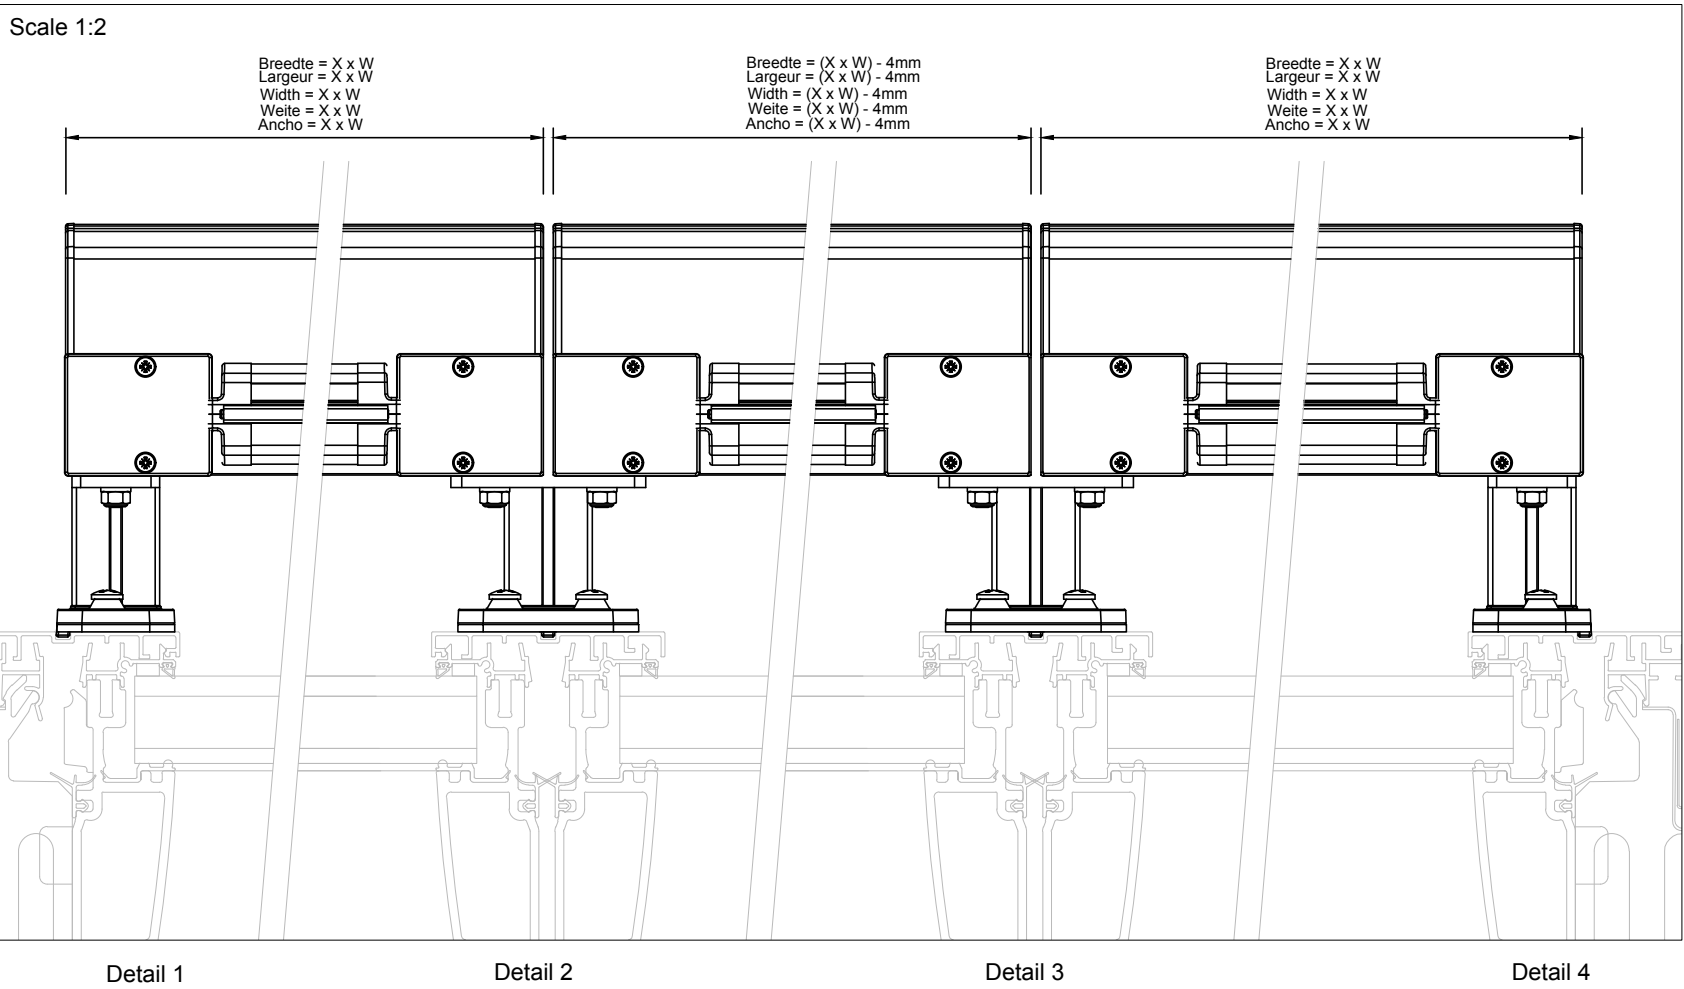 Scale 1:2
Breedte = X x W
Largeur = X x W
Width = X x W
Weite = X x W
Ancho = X x W
Breedte = (X x W) - 4mm
Largeur = (X x W) - 4mm
Width = (X x W) - 4mm
Weite = (X x W) - 4mm
Ancho = (X x W) - 4mm
Breedte = X x W
Largeur = X x W
Width = X x W
Weite = X x W
Ancho = X x W
Detail 1
Detail 2
Detail 3
Detail 4